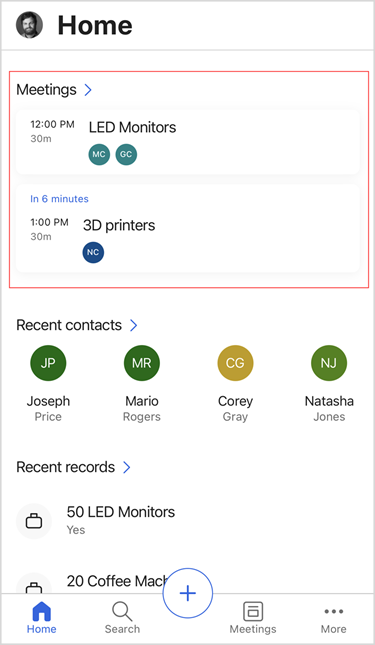 Home
Meetings
12:00 PM LED Monitors
30m
MC GC
In 6 minutes
1:00 PM 3D printers
30m
NC
Recent contacts
JP MR CG NJ
Joseph Mario Corey Natasha
Price Rogers Gray Jones
Recent records
50 LED Monitors
Yes
20 Coffee Mach
Home Search Meetings More